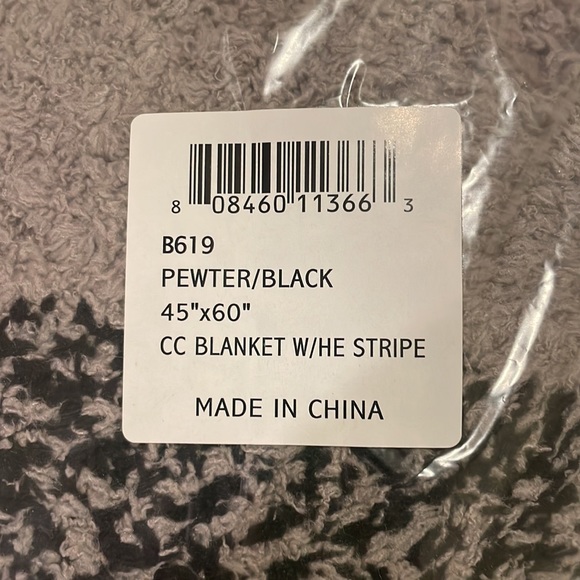 8 08460 11366 3
B619
PEWTER/BLACK
45"x60"
CC BLANKET W/HE STRIPE
MADE IN CHINA